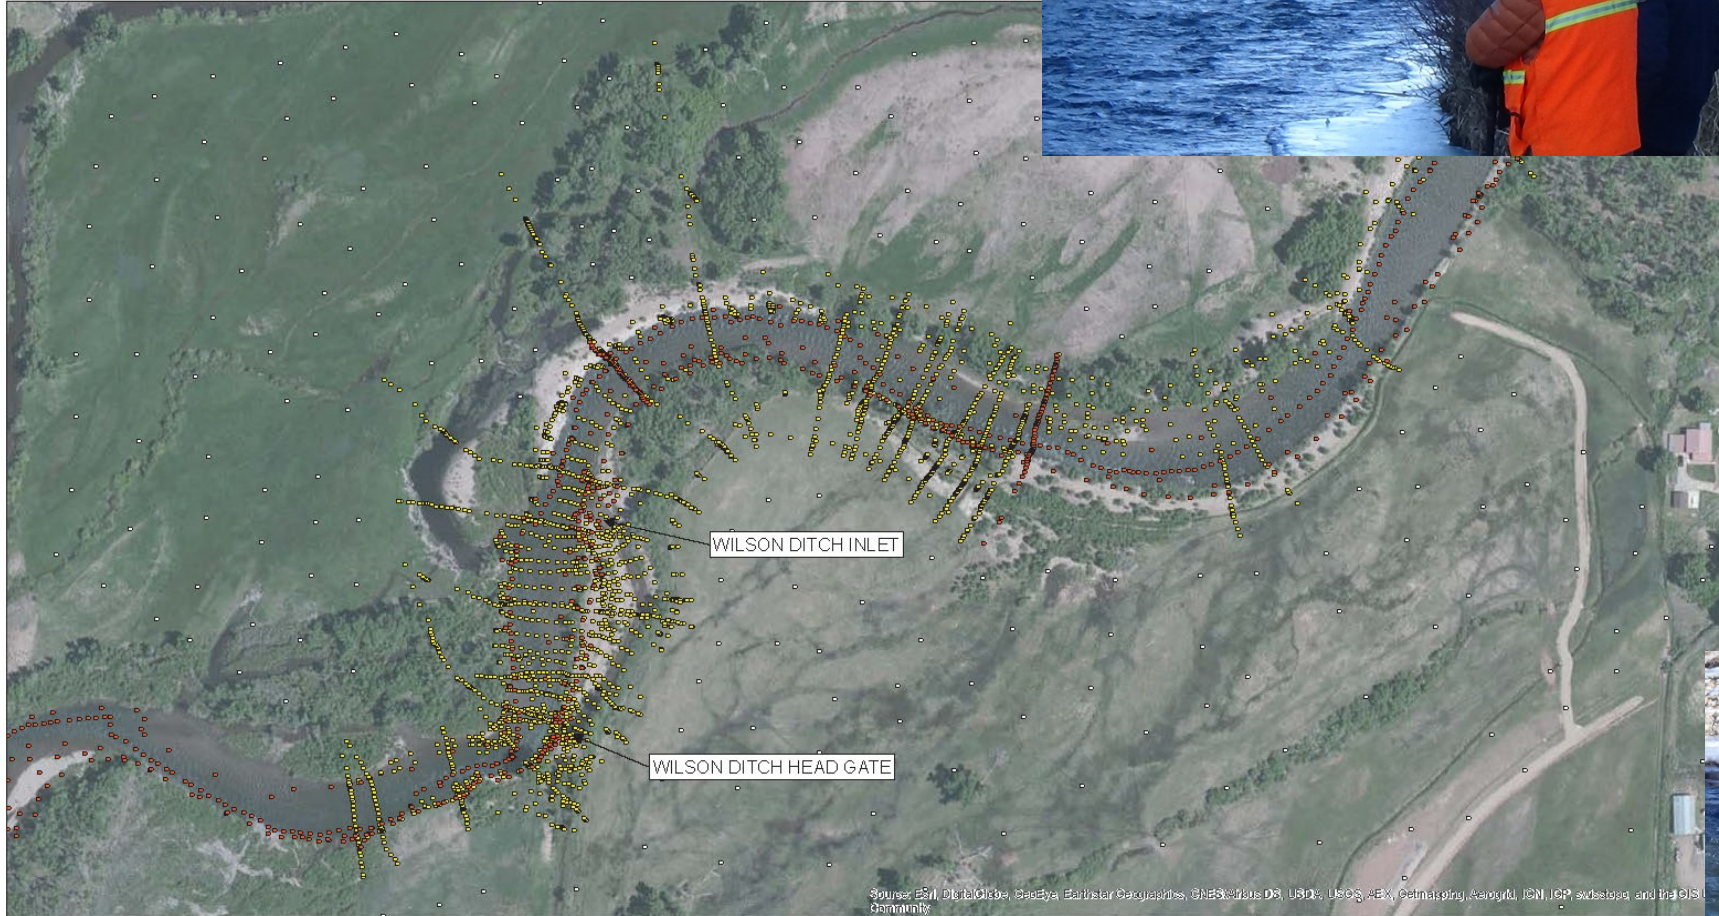 WILSON DITCH INLET
WILSON DITCH HEAD GATE
Source: Esri, DigitalGlobe, GeoEye, Earthstar Geographics, CNES/Airbus DS, USDA, USGS, AEX, Getmapping, Aerogrid, IGN, IGP, swisstopo, and the GIS
Community